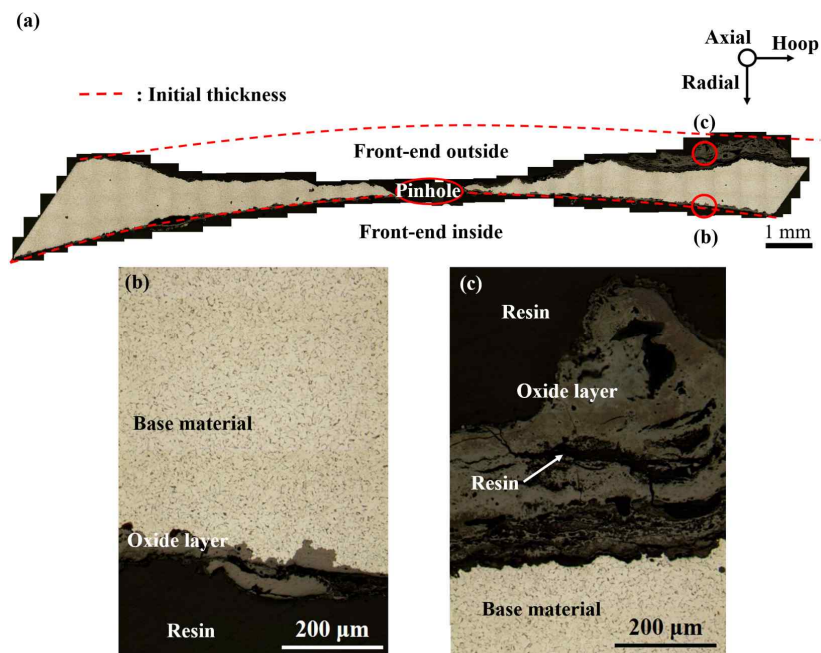 (a)
Axial
Hoop
Radial
: Initial thickness
(c)
Front-end outside
Pinhole
Front-end inside
(b)
1 mm
(b)
Base material
Oxide layer
Resin
200 μm
(c)
Resin
Oxide layer
Resin
Base material
200 μm